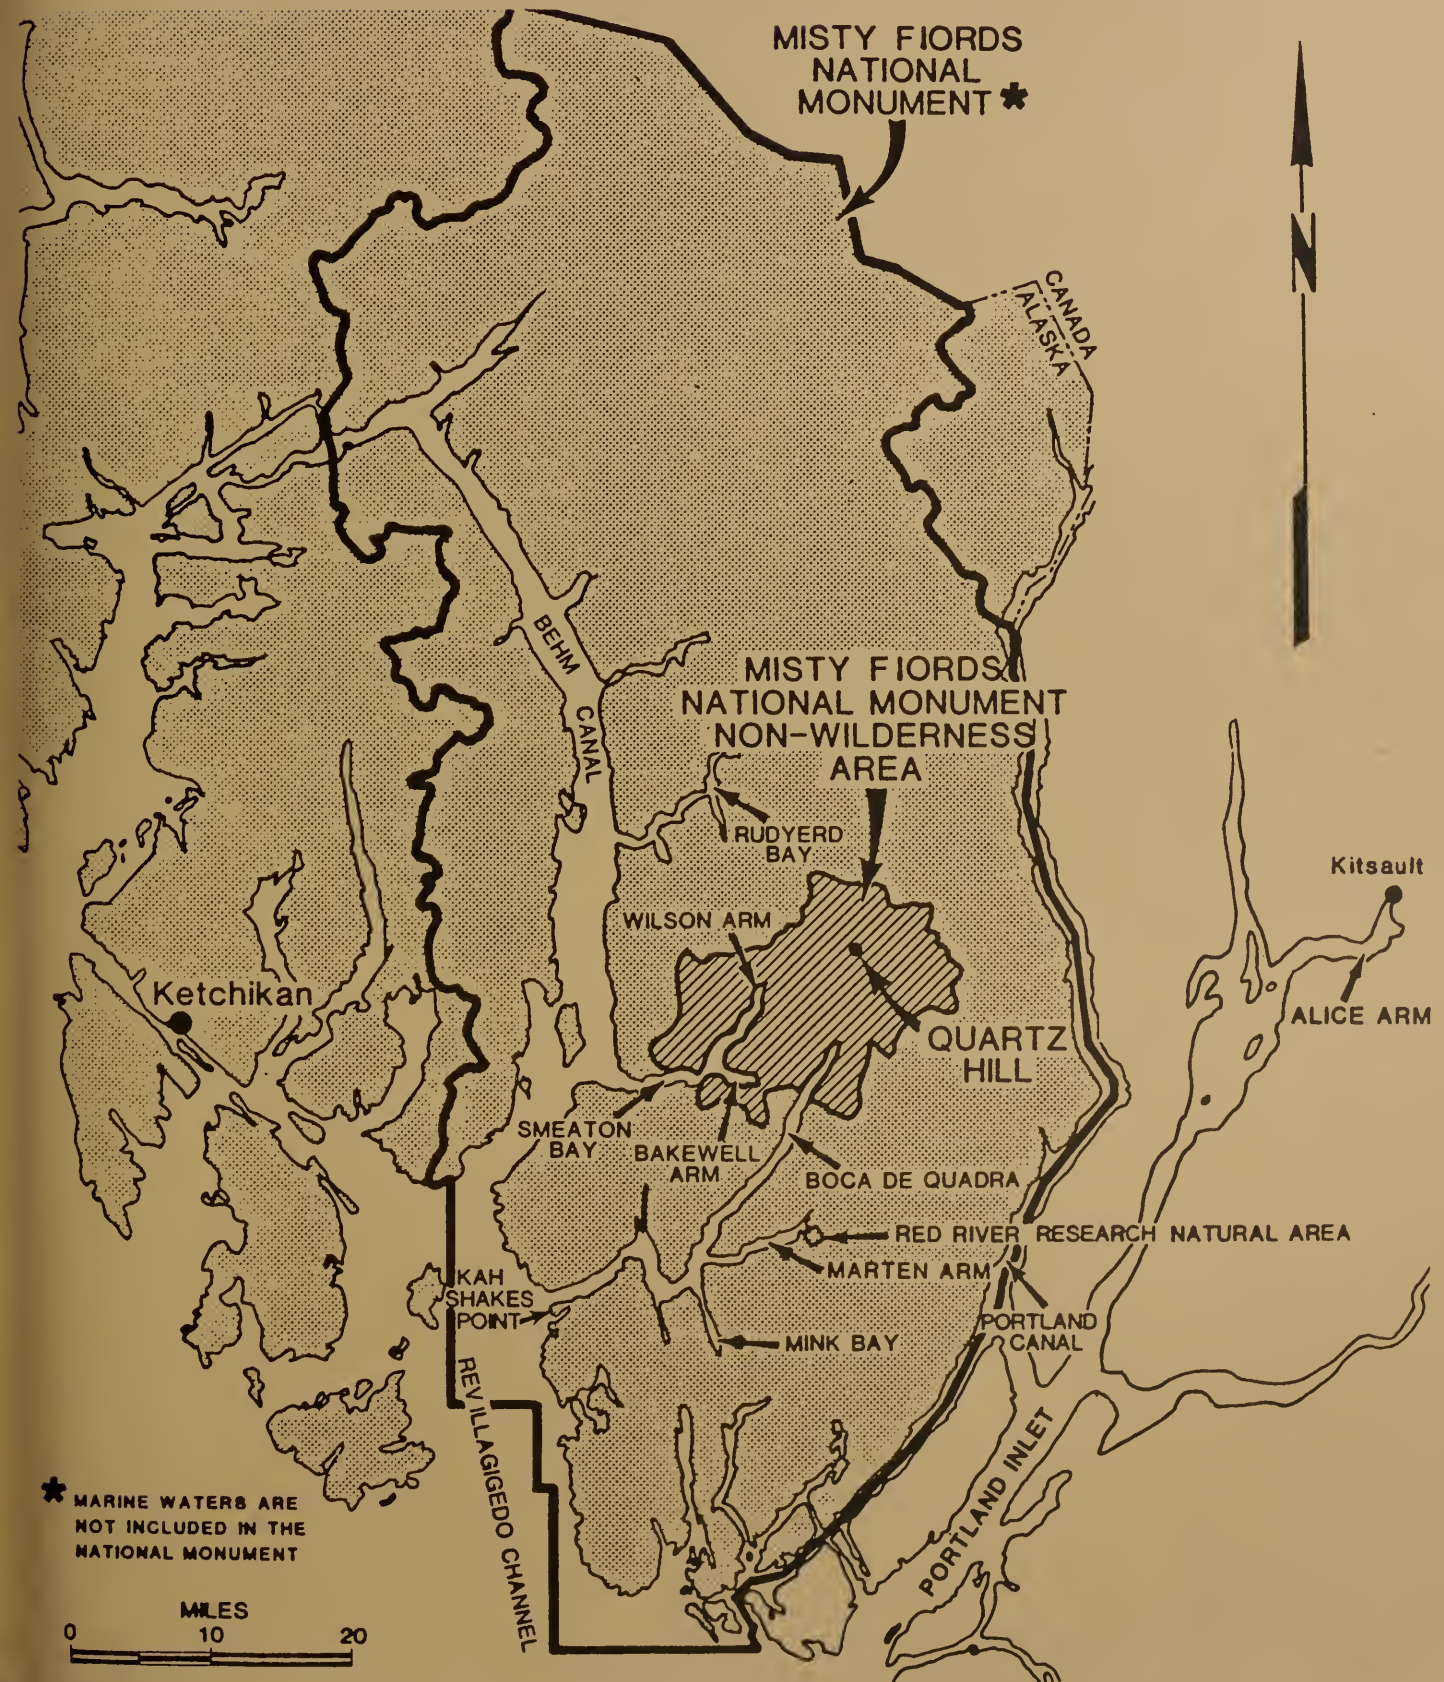 MISTY FIORDS
NATIONAL
MONUMENT *
N
CANADA
ALASKA
BEHM
CANAL
MISTY FIORDS
NATIONAL MONUMENT
NON-WILDERNESS
AREA
RUDYERD
BAY
Kitsault
WILSON ARM
Ketchikan
ALICE ARM
QUARTZ
HILL
SMEATON
BAY
BAKEWELL
ARM
BOCA DE QUADRA
RED RIVER RESEARCH NATURAL AREA
MARTEN ARM
KAH
SHAKES
POINT
PORTLAND
CANAL
MINK BAY
REVILLAGIGEDO CHANNEL
PORTLAND INLET
* MARINE WATERS ARE
NOT INCLUDED IN THE
NATIONAL MONUMENT
MILES
0 10 20